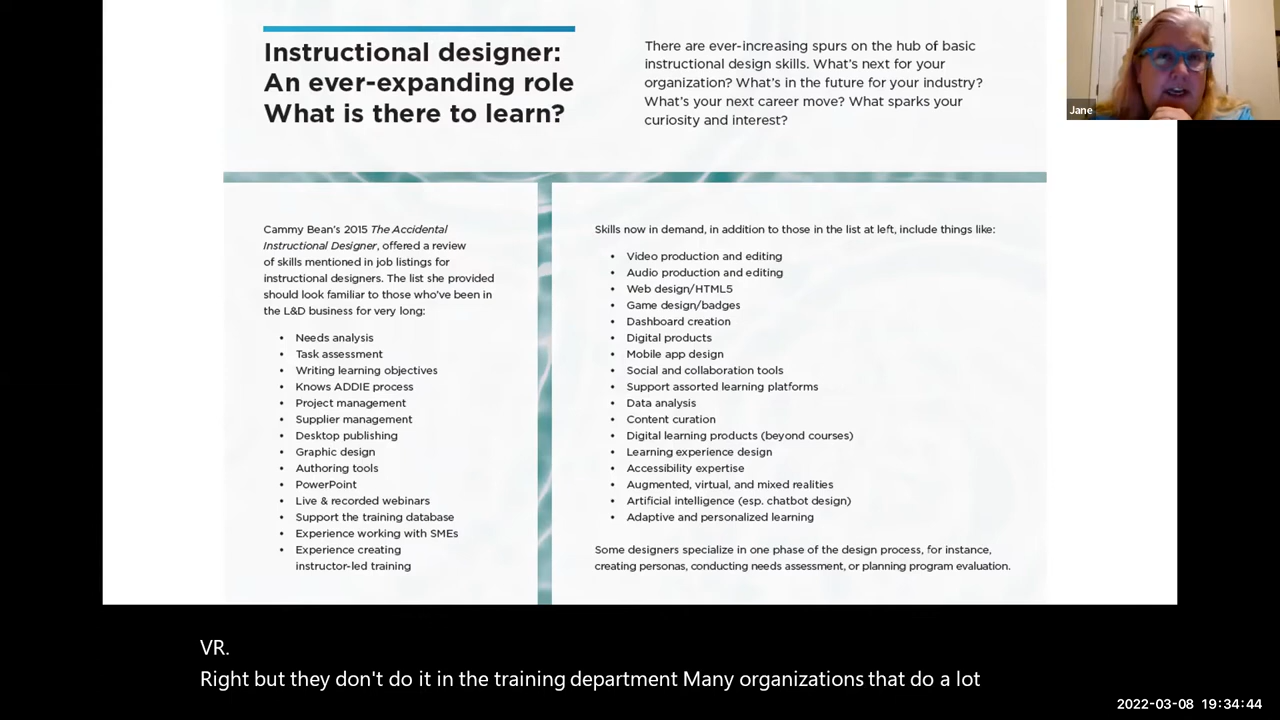 Instructional designer:
An ever-expanding role
What is there to learn?
There are ever-increasing spurs on the hub of basic
instructional design skills. What's next for your
organization? What's in the future for your industry?
What's your next career move? What sparks your
curiosity and interest?
Jane
Cammy Bean's 2015 The Accidental
Instructional Designer, offered a review
of skills mentioned in job listings for
instructional designers. The list she provided
should look familiar to those who've been in
the L&D business for very long:
• Needs analysis
• Task assessment
• Writing learning objectives
• Knows ADDIE process
• Project management
• Supplier management
• Desktop publishing
• Graphic design
• Authoring tools
• PowerPoint
• Live & recorded webinars
• Support the training database
• Experience working with SMEs
• Experience creating
instructor-led training
Skills now in demand, in addition to those in the list at left, include things like:
• Video production and editing
• Audio production and editing
• Web design/HTML5
• Game design/badges
• Dashboard creation
• Digital products
• Mobile app design
• Social and collaboration tools
• Support assorted learning platforms
• Data analysis
• Content curation
• Digital learning products (beyond courses)
• Learning experience design
• Accessibility expertise
• Augmented, virtual, and mixed realities
• Artificial intelligence (esp. chatbot design)
• Adaptive and personalized learning
Some designers specialize in one phase of the design process, for instance,
creating personas, conducting needs assessment, or planning program evaluation.
VR.
Right but they don't do it in the training department Many organizations that do a lot
2022-03-08 19:34:44